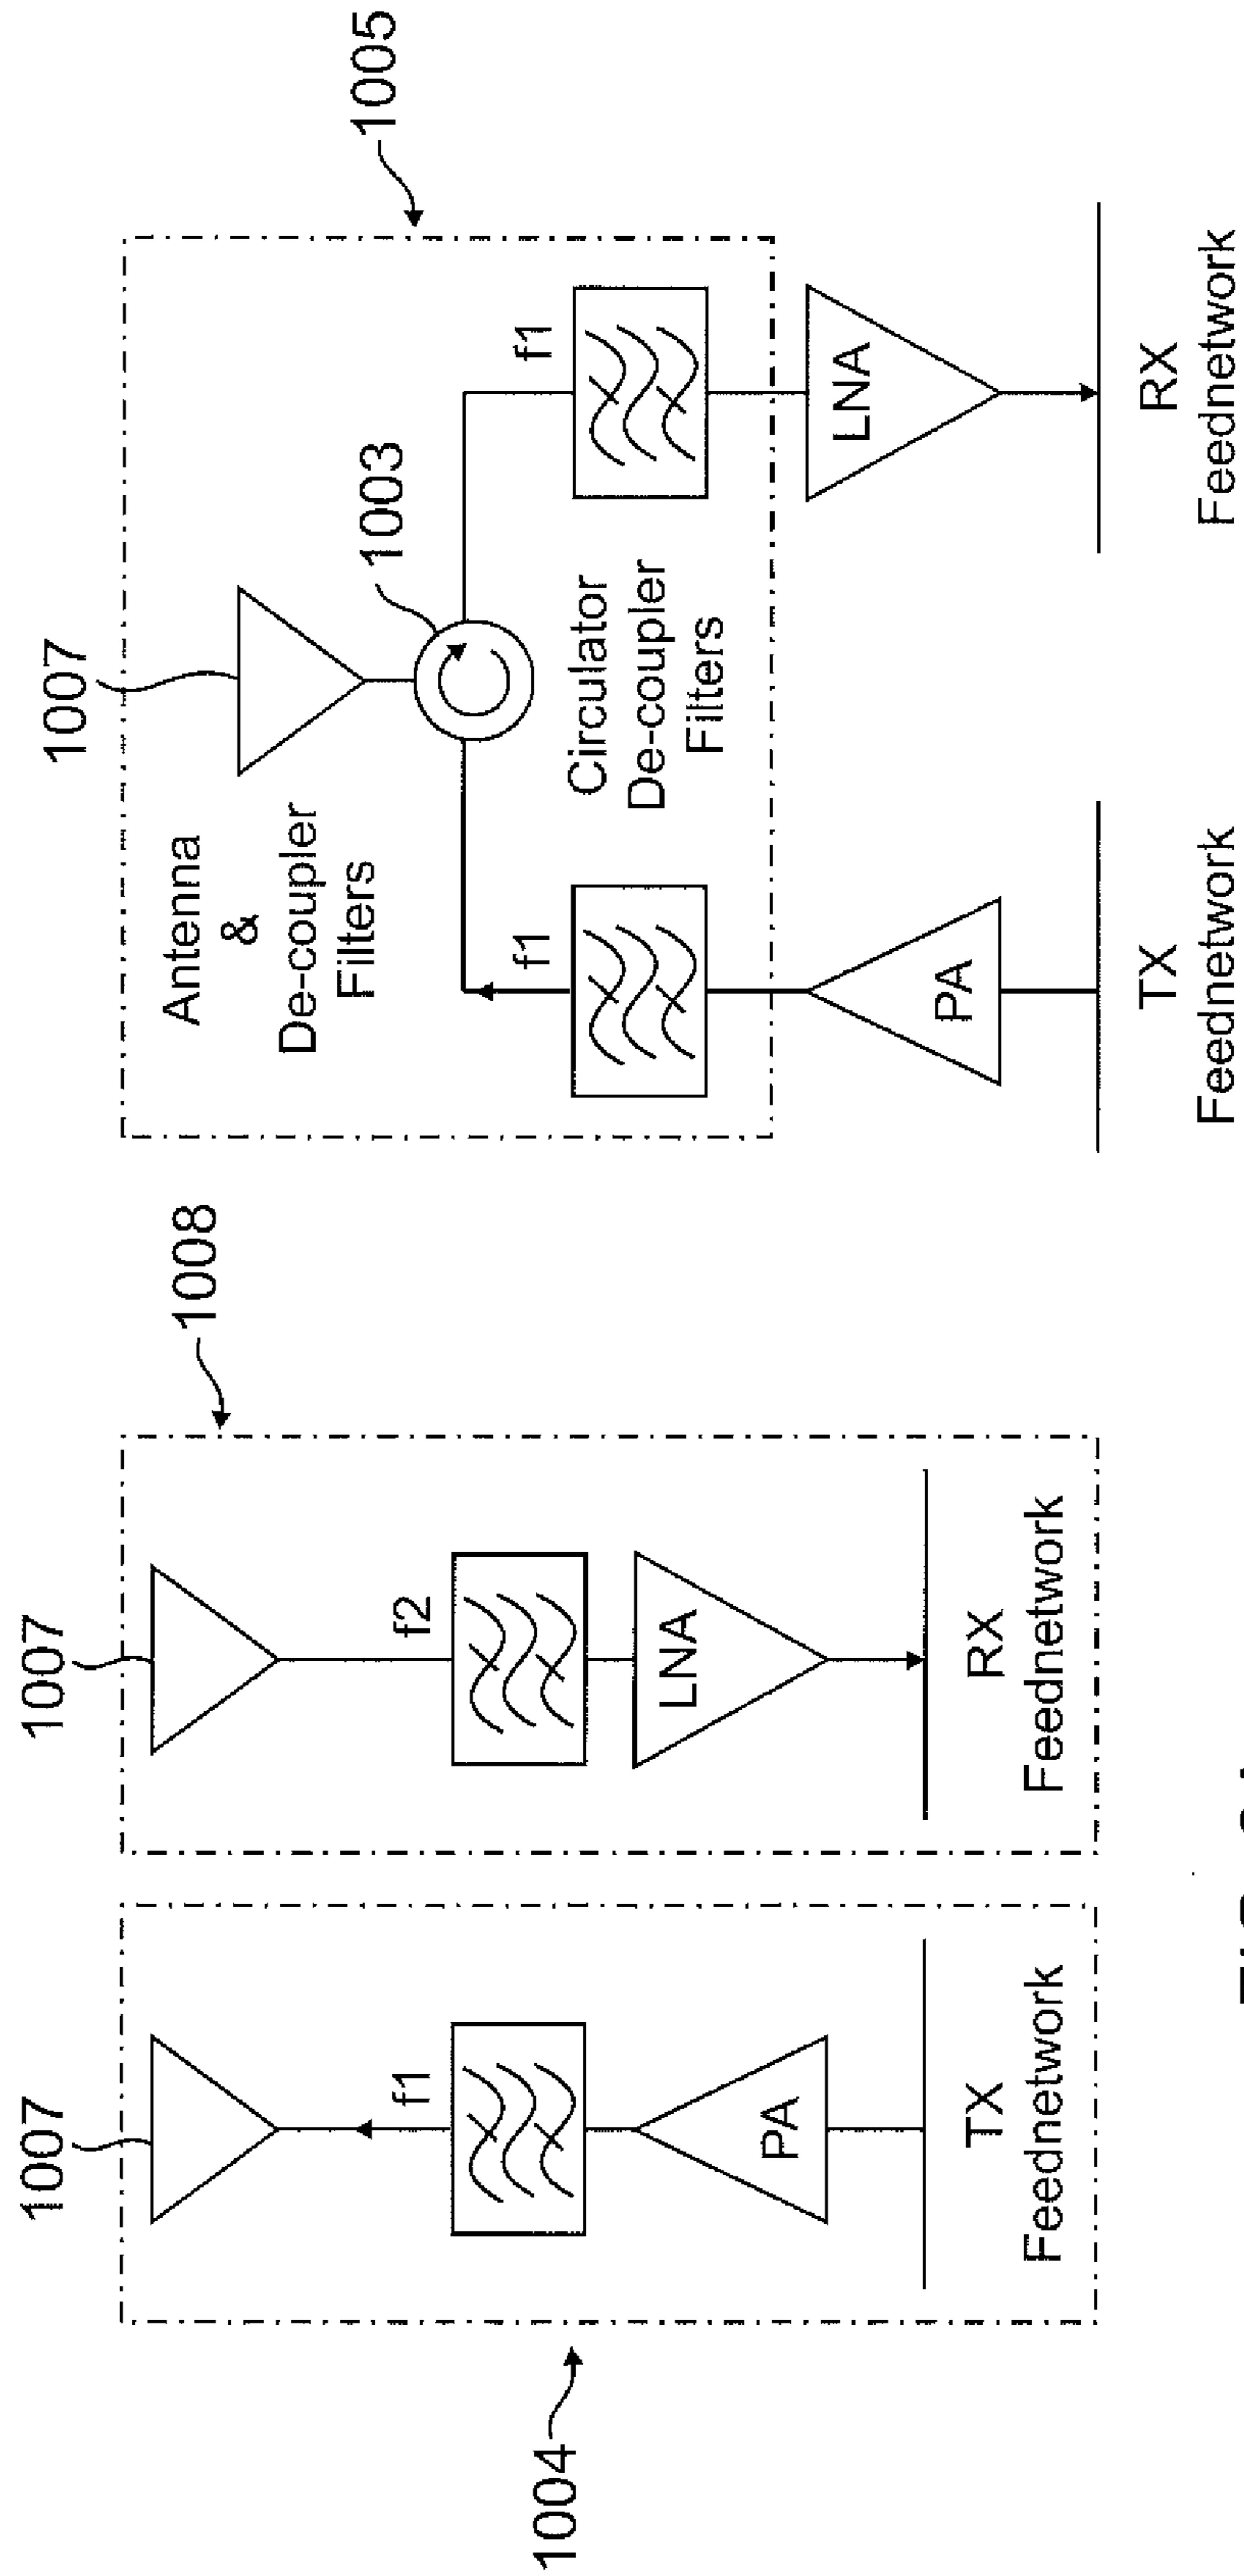 1004
1007
f1
PA
TX
Feednetwork
1007
1008
f2
LNA
RX
Feednetwork
1007
1005
Antenna
&
De-coupler
Filters
1003
Circulator
De-coupler
Filters
f1
f1
PA
LNA
TX
Feednetwork
RX
Feednetwork